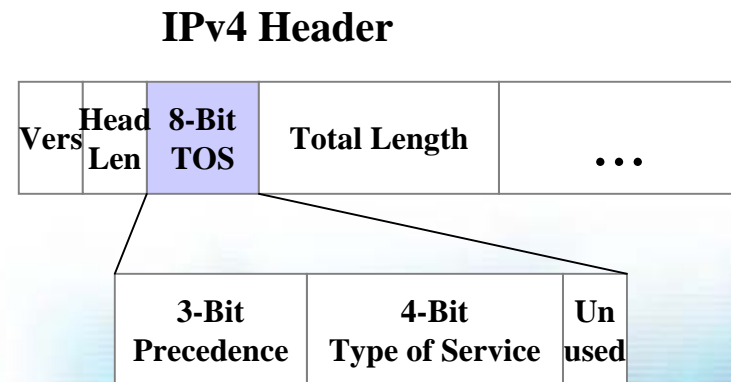 IPv4 Header
Vers
Head
Len
8-Bit
TOS
Total Length
...
3-Bit
Precedence
4-Bit
Type of Service
Un
used